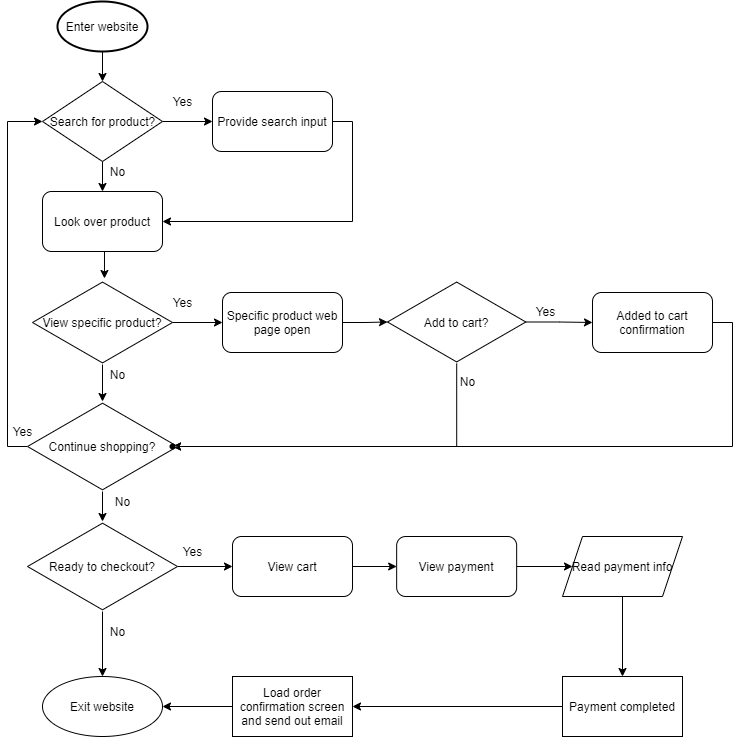 Enter website
Search for product?
Yes
Provide search input
No
Look over product
View specific product?
Yes
Specific product web
page open
Add to cart?
Yes
Added to cart
confirmation
No
No
Yes
Continue shopping?
No
Ready to checkout?
Yes
View cart
View payment
Read payment info
No
Exit website
Load order
confirmation screen
and send out email
Payment completed